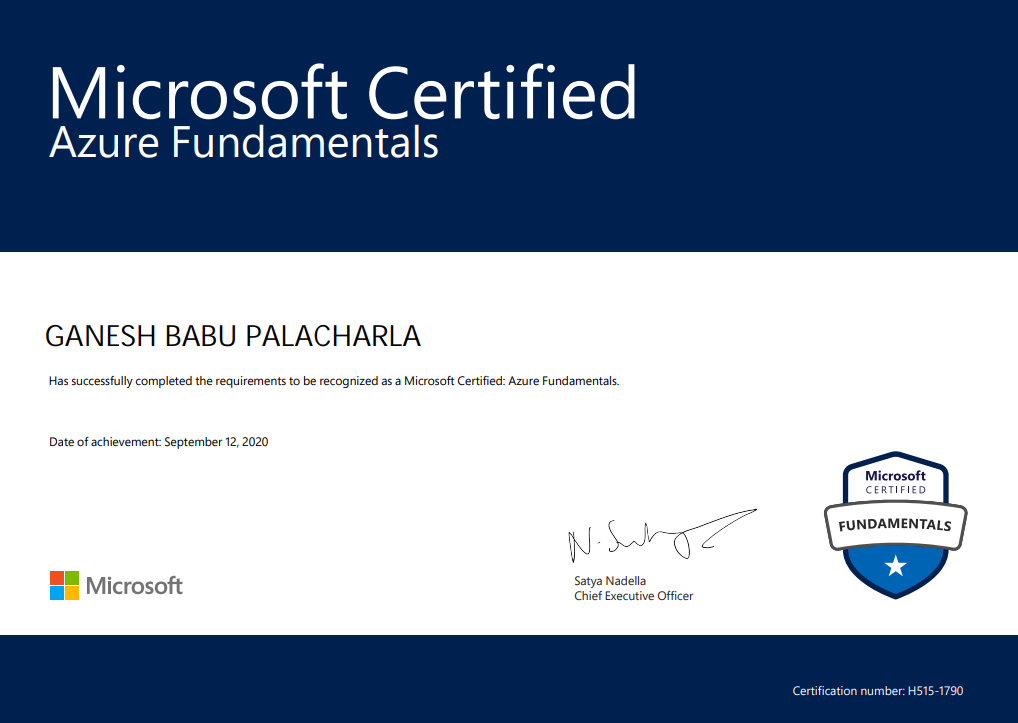 Microsoft Certified
Azure Fundamentals
GANESH BABU PALACHARLA
Has successfully completed the requirements to be recognized as a Microsoft Certified: Azure Fundamentals.
Date of achievement: September 12, 2020
Microsoft
CERTIFIED
FUNDAMENTALS
Satya Nadella
Chief Executive Officer
Microsoft
Certification number: H515-1790